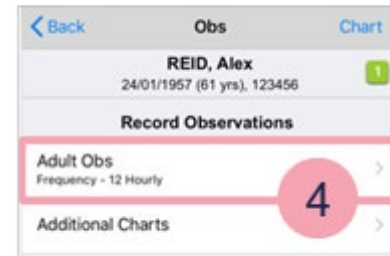 Back Obs Chart
REID, Alex
24/01/1957 (61 yrs), 123456
1
Record Observations
Adult Obs
Frequency - 12 Hourly
4
Additional Charts